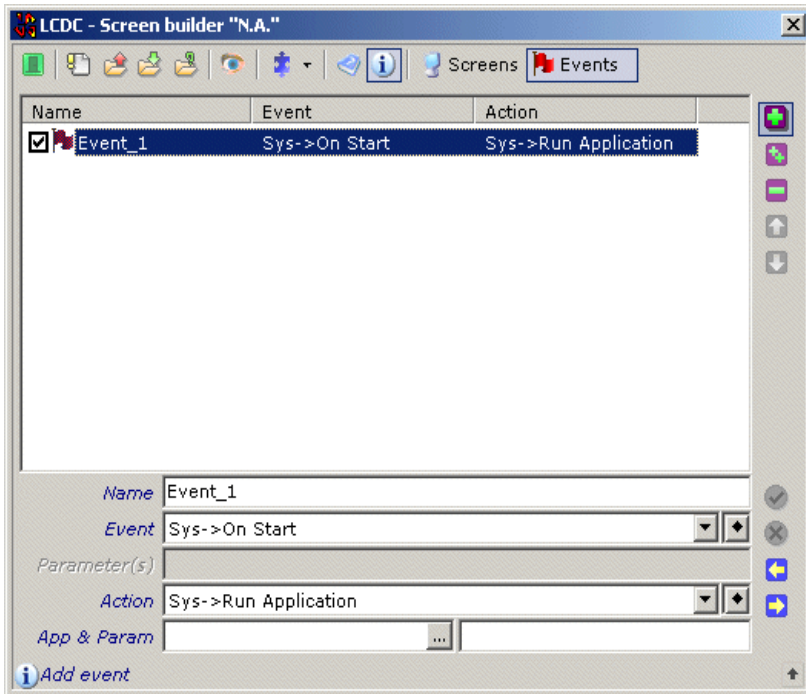 LCDC - Screen builder "N.A."
Screens Events
Name Event Action
Event_1 Sys->On Start Sys->Run Application
Name Event_1
Event Sys->On Start
Parameter(s)
Action Sys->Run Application
App & Param ...
Add event